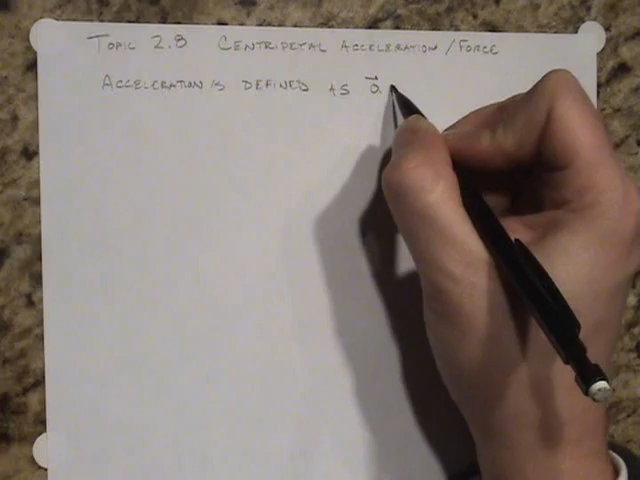 TOPIC 2.8 CENTRIPETAL ACCELERATION/FORCE
ACCELERATION IS DEFINED AS a⃗